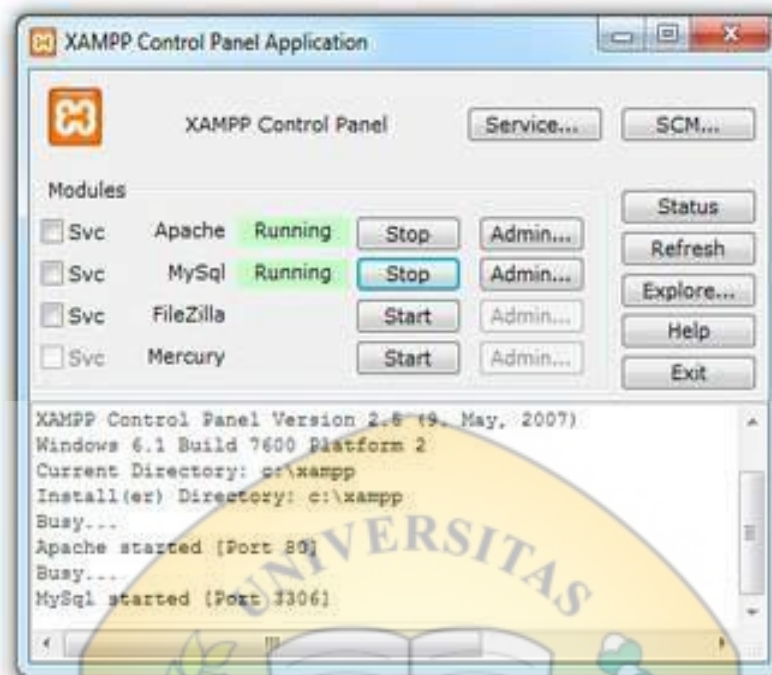 XAMPP Control Panel Application
XAMPP Control Panel Service... SCM...
Modules
Svc Apache Running Stop Admin...
Svc MySql Running Stop Admin...
Svc FileZilla Start Admin...
Svc Mercury Start Admin...
Status
Refresh
Explore...
Help
Exit
XAMPP Control Panel Version 2.5 (9. May, 2007)
Windows 6.1 Build 7600 Platform 2
Current Directory: c:\xampp
Install(er) Directory: c:\xampp
Busy...
Apache started [Port 80]
Busy...
MySql started [Port 3306]
UNIVERSITAS